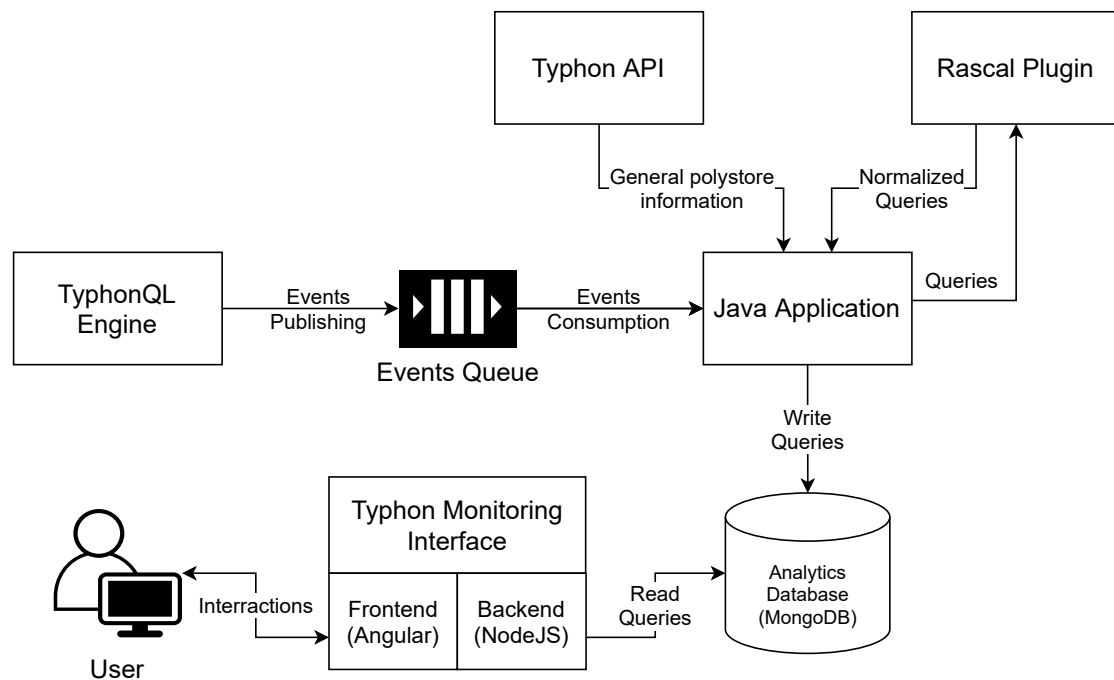 Typhon API
Rascal Plugin
General polystore
information
Normalized
Queries
TyphonQL
Engine
Events
Publishing
Events Queue
Events
Consumption
Java Application
Queries
Write
Queries
Typhon Monitoring
Interface
Frontend
(Angular)
Backend
(NodeJS)
Interractions
User
Read
Queries
Analytics
Database
(MongoDB)